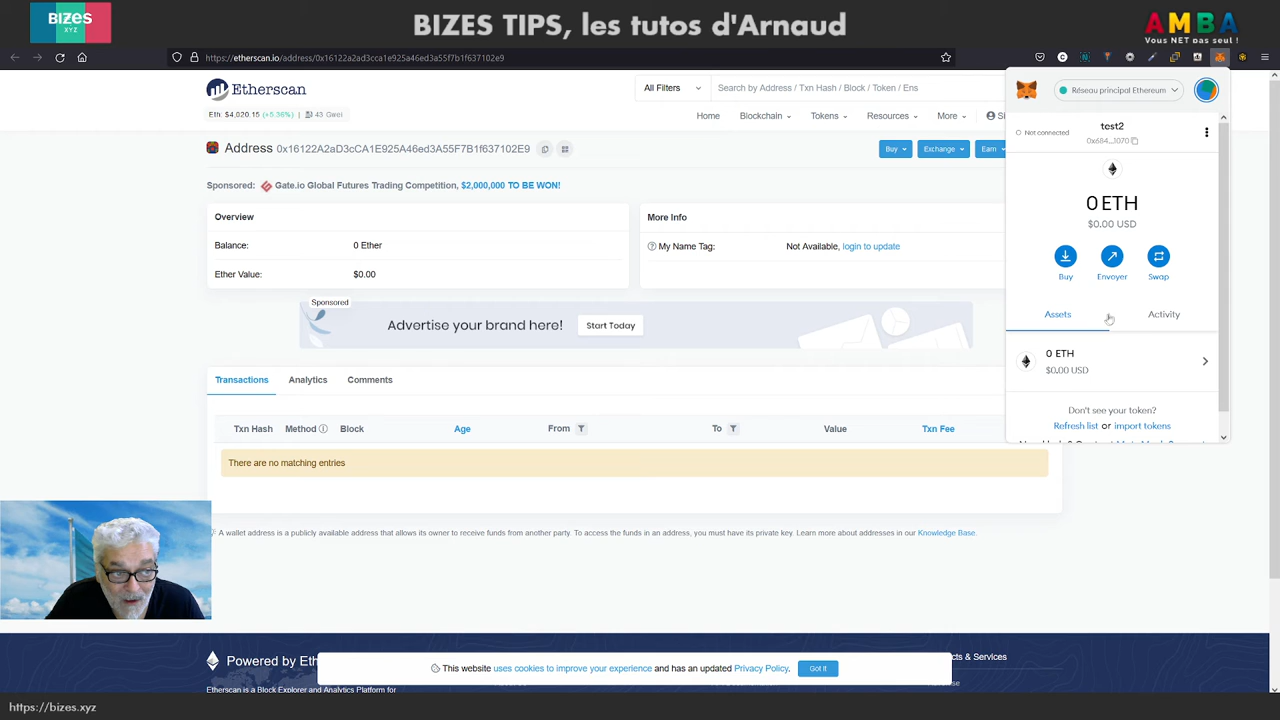 BIZES
XYZ
BIZES TIPS, les tutos d'Arnaud
AMBA
Vous NET pas seul !
https://etherscan.io/address/0x16122a2ad3cca1e925a46ed3a55f7b1f637102e9
Etherscan
All Filters
Search by Address / Txn Hash / Block / Token / Ens
Eth: $4,020.15 (+5.36%) | 43 Gwei
Home
Blockchain
Tokens
Resources
More
Address 0x16122A2aD3cCA1E925A46ED3A55F7B1f637102E9
Buy
Exchange
Earn
Sponsored: Gate.io Global Futures Trading Competition, $2,000,000 TO BE WON!
Overview
Balance: 0 Ether
Ether Value: $0.00
More Info
My Name Tag: Not Available, login to update
Sponsored
Advertise your brand here!
Start Today
Transactions
Analytics
Comments
Txn Hash
Method
Block
Age
From
To
Value
Txn Fee
There are no matching entries
A wallet address is a publicly available address that allows its owner to receive funds from another party. To access the funds in an address, you must have its private key. Learn more about addresses in our Knowledge Base.
Réseau principal Ethereum
Not connected
test2
0x684...1070
0 ETH
$0.00 USD
Buy
Envoyer
Swap
Assets
Activity
0 ETH
$0.00 USD
Don't see your token?
Refresh list or import tokens
Powered by Eth
Etherscan is a Block Explorer and Analytics Platform for
This website uses cookies to improve your experience and has an updated Privacy Policy.
Got It
cts & Services
https://bizes.xyz